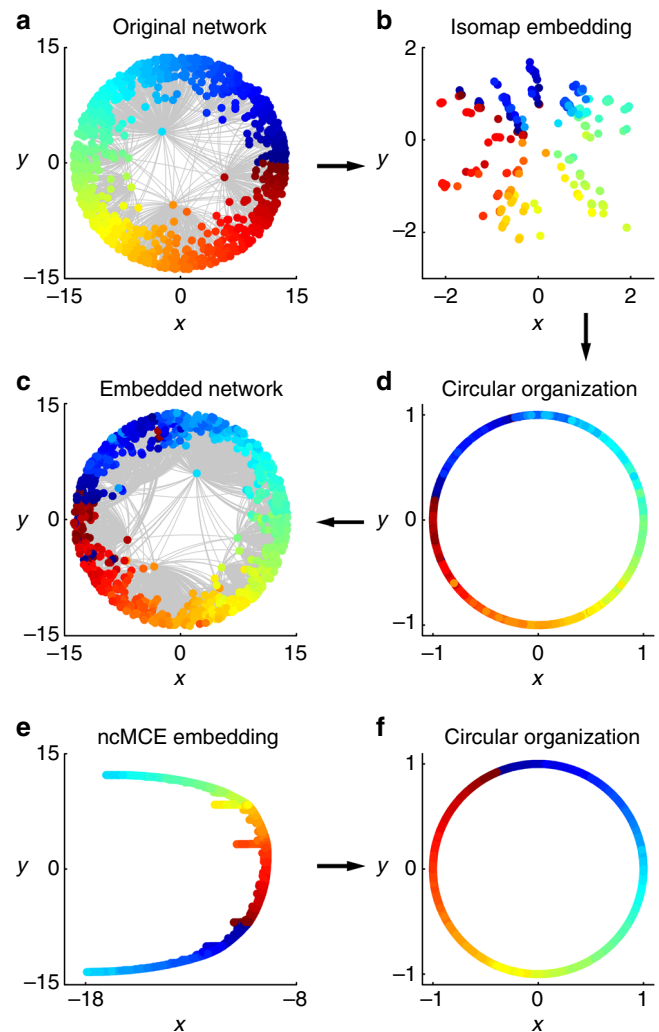 a Original network
15
y 0
−15
−15 0 15
x
b Isomap embedding
2
y 0
−2
−2 0 2
x
c Embedded network
15
y 0
−15
−15 0 15
x
d Circular organization
1
y 0
−1
−1 0 1
x
e ncMCE embedding
15
y 0
−15
−18 −8
x
f Circular organization
1
y 0
−1
−1 0 1
x